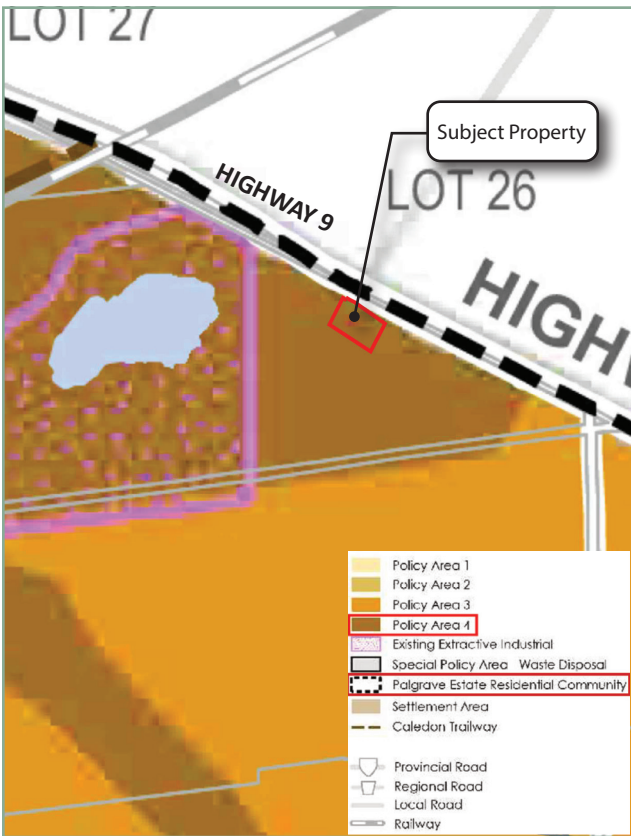 LOT 27
Subject Property
HIGHWAY 9
LOT 26
HIGHW
Policy Area 1
Policy Area 2
Policy Area 3
Policy Area 4
Existing Extractive Industrial
Special Policy Area Waste Disposal
Palgrave Estate Residential Community
Settlement Area
Caledon Trailway
Provincial Road
Regional Road
Local Road
Railway